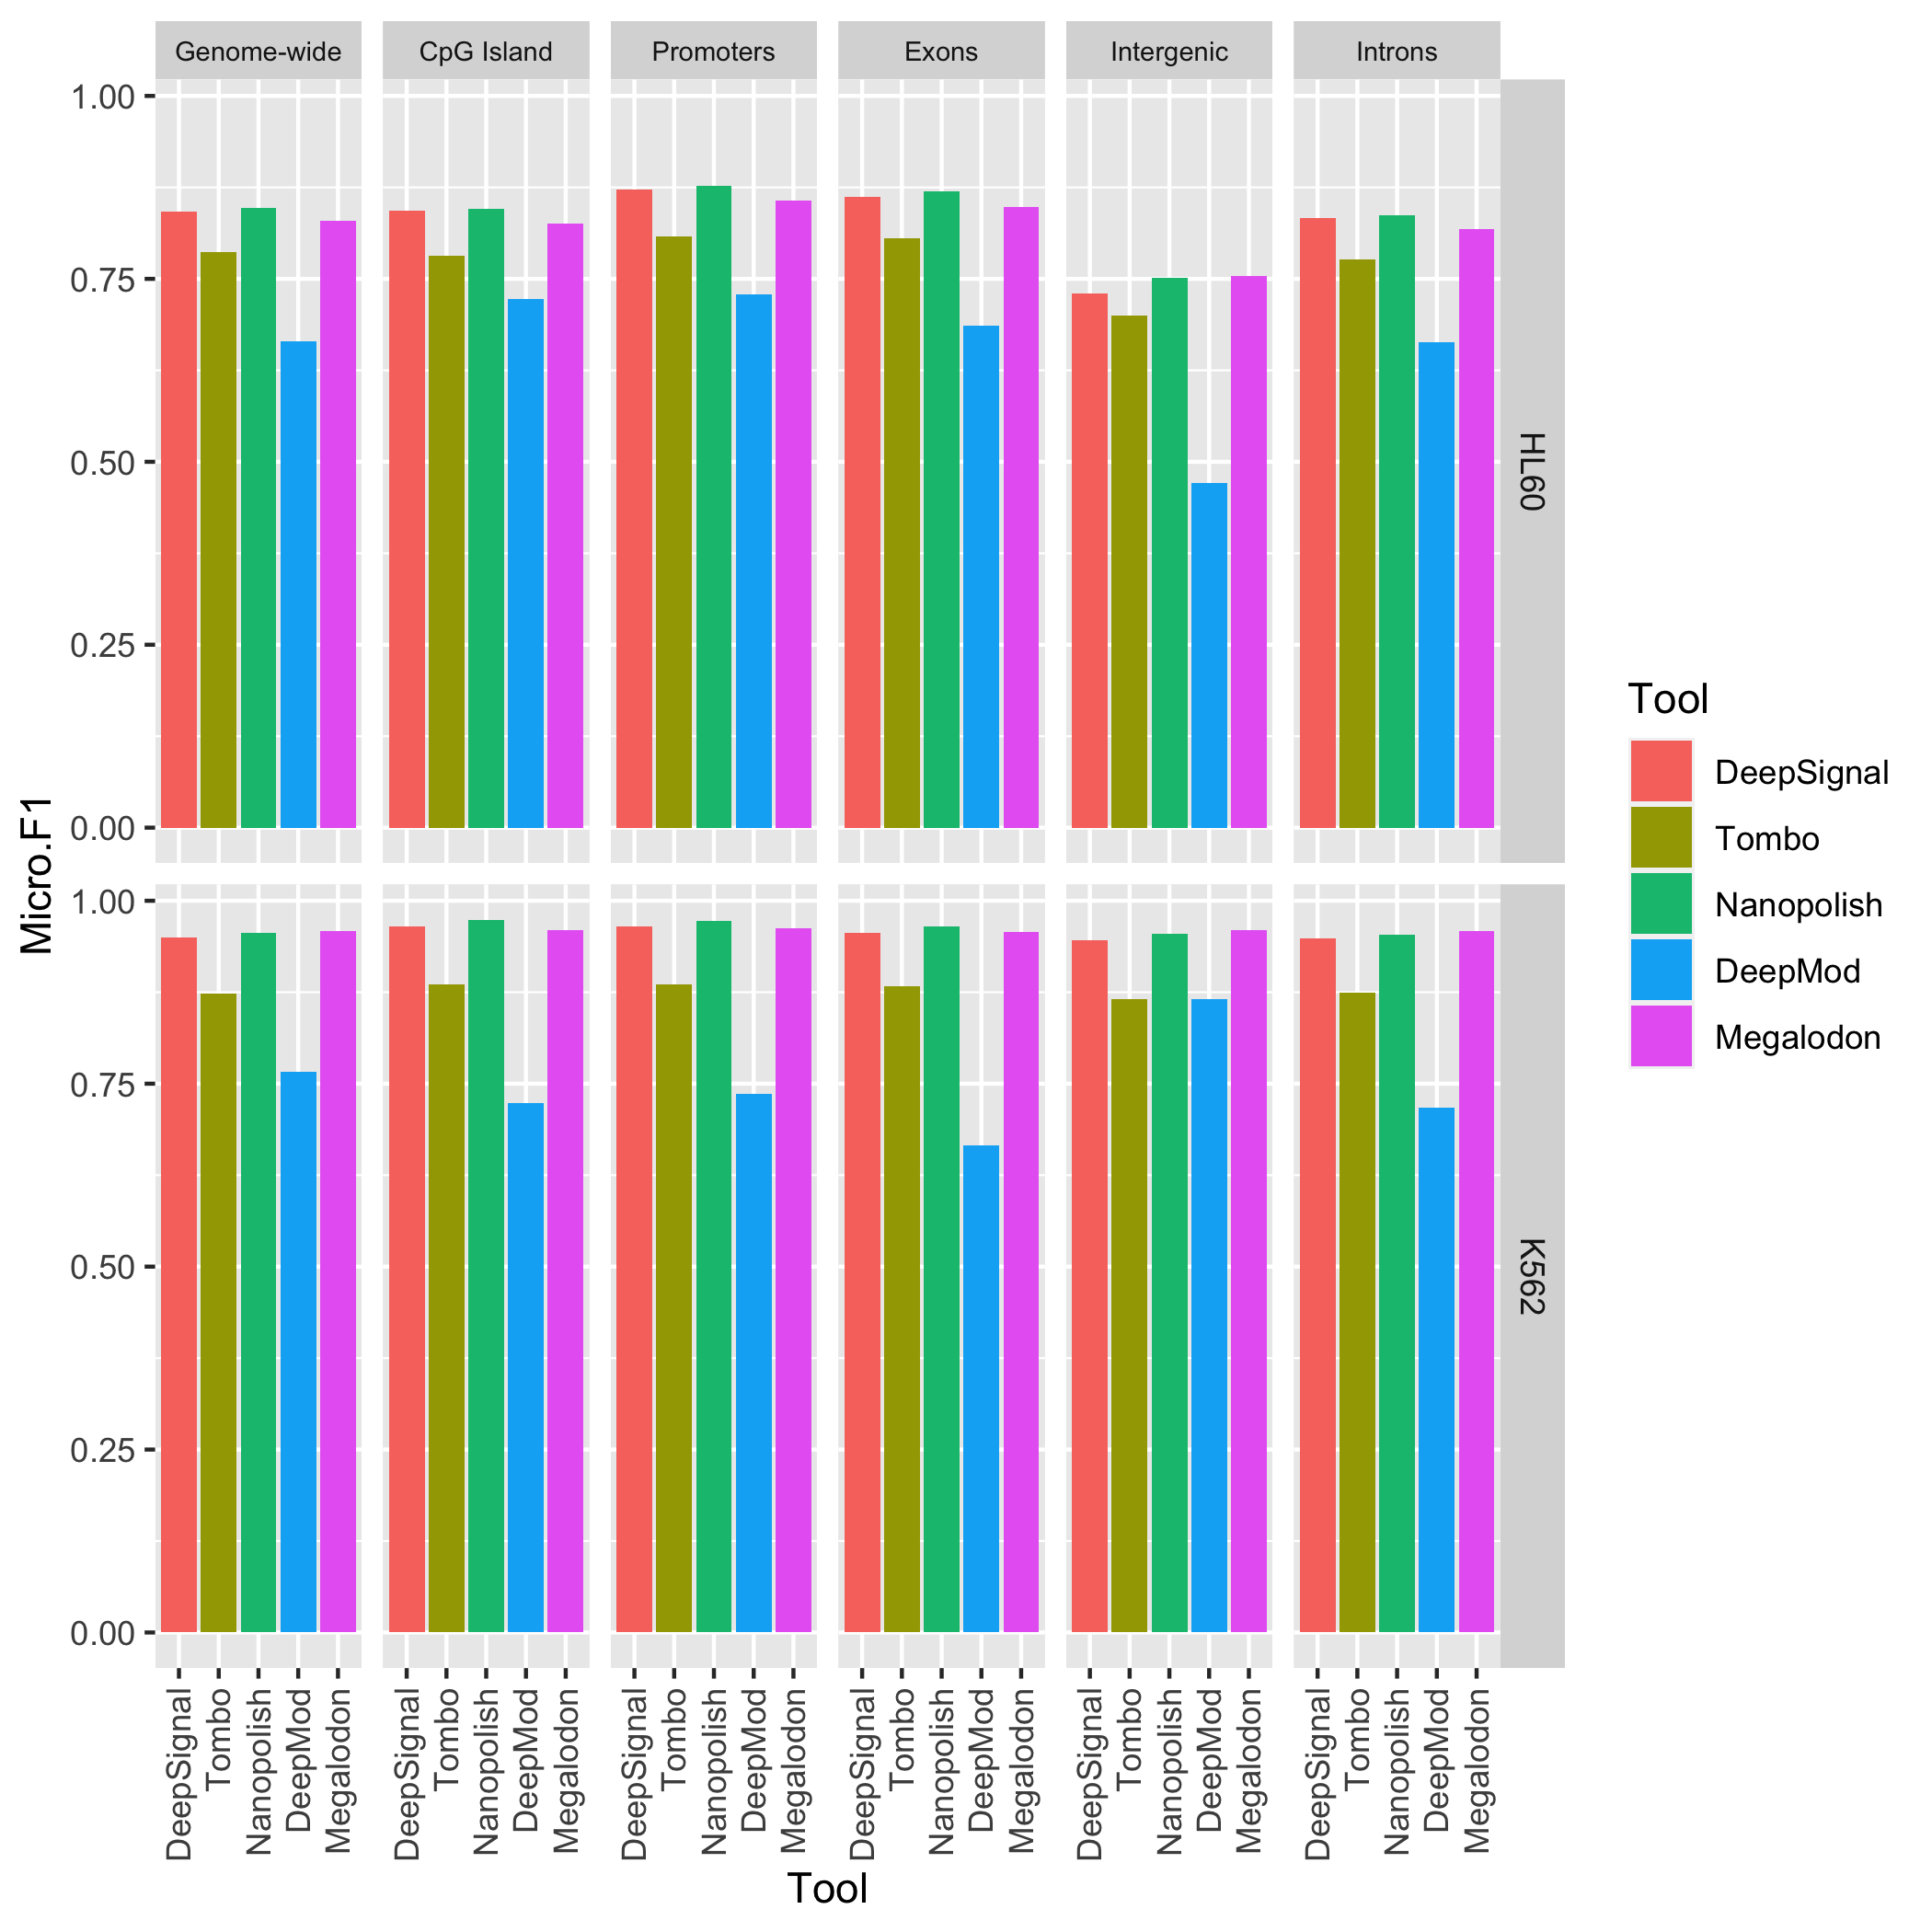 Genome-wide CpG Island Promoters Exons Intergenic Introns
1.00
0.75
0.50
0.25
0.00
HL60
Micro.F1
1.00
0.75
0.50
0.25
0.00
K562
DeepSignal Tombo Nanopolish DeepMod Megalodon DeepSignal Tombo Nanopolish DeepMod Megalodon DeepSignal Tombo Nanopolish DeepMod Megalodon DeepSignal Tombo Nanopolish DeepMod Megalodon DeepSignal Tombo Nanopolish DeepMod Megalodon DeepSignal Tombo Nanopolish DeepMod Megalodon
Tool
Tool
DeepSignal
Tombo
Nanopolish
DeepMod
Megalodon